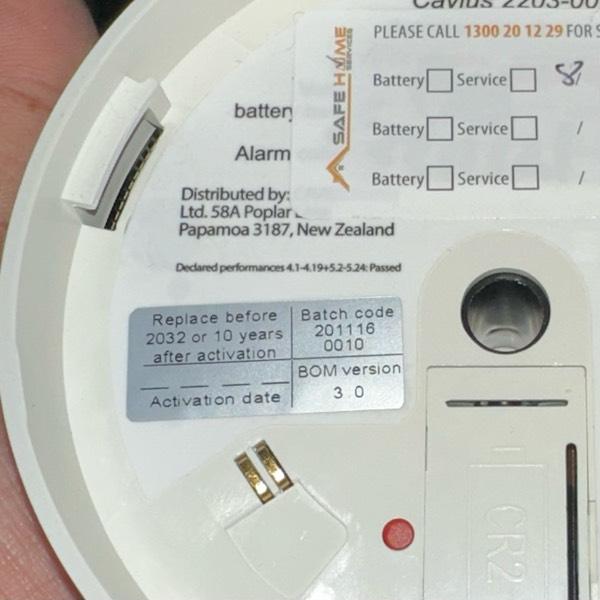 Cavius 2203-00
PLEASE CALL 1300 20 12 29 FOR S
SAFE HOME
SERVICES
Battery Service 8/
Battery Service /
Battery Service /
battery
Alarm
Distributed by:
Ltd. 58A Poplar
Papamoa 3187, New Zealand
Declared performances 4.1-4.19+5.2-5.24: Passed
Replace before
2032 or 10 years
after activation
Activation date
Batch code
201116
0010
BOM version
3.0
CR2